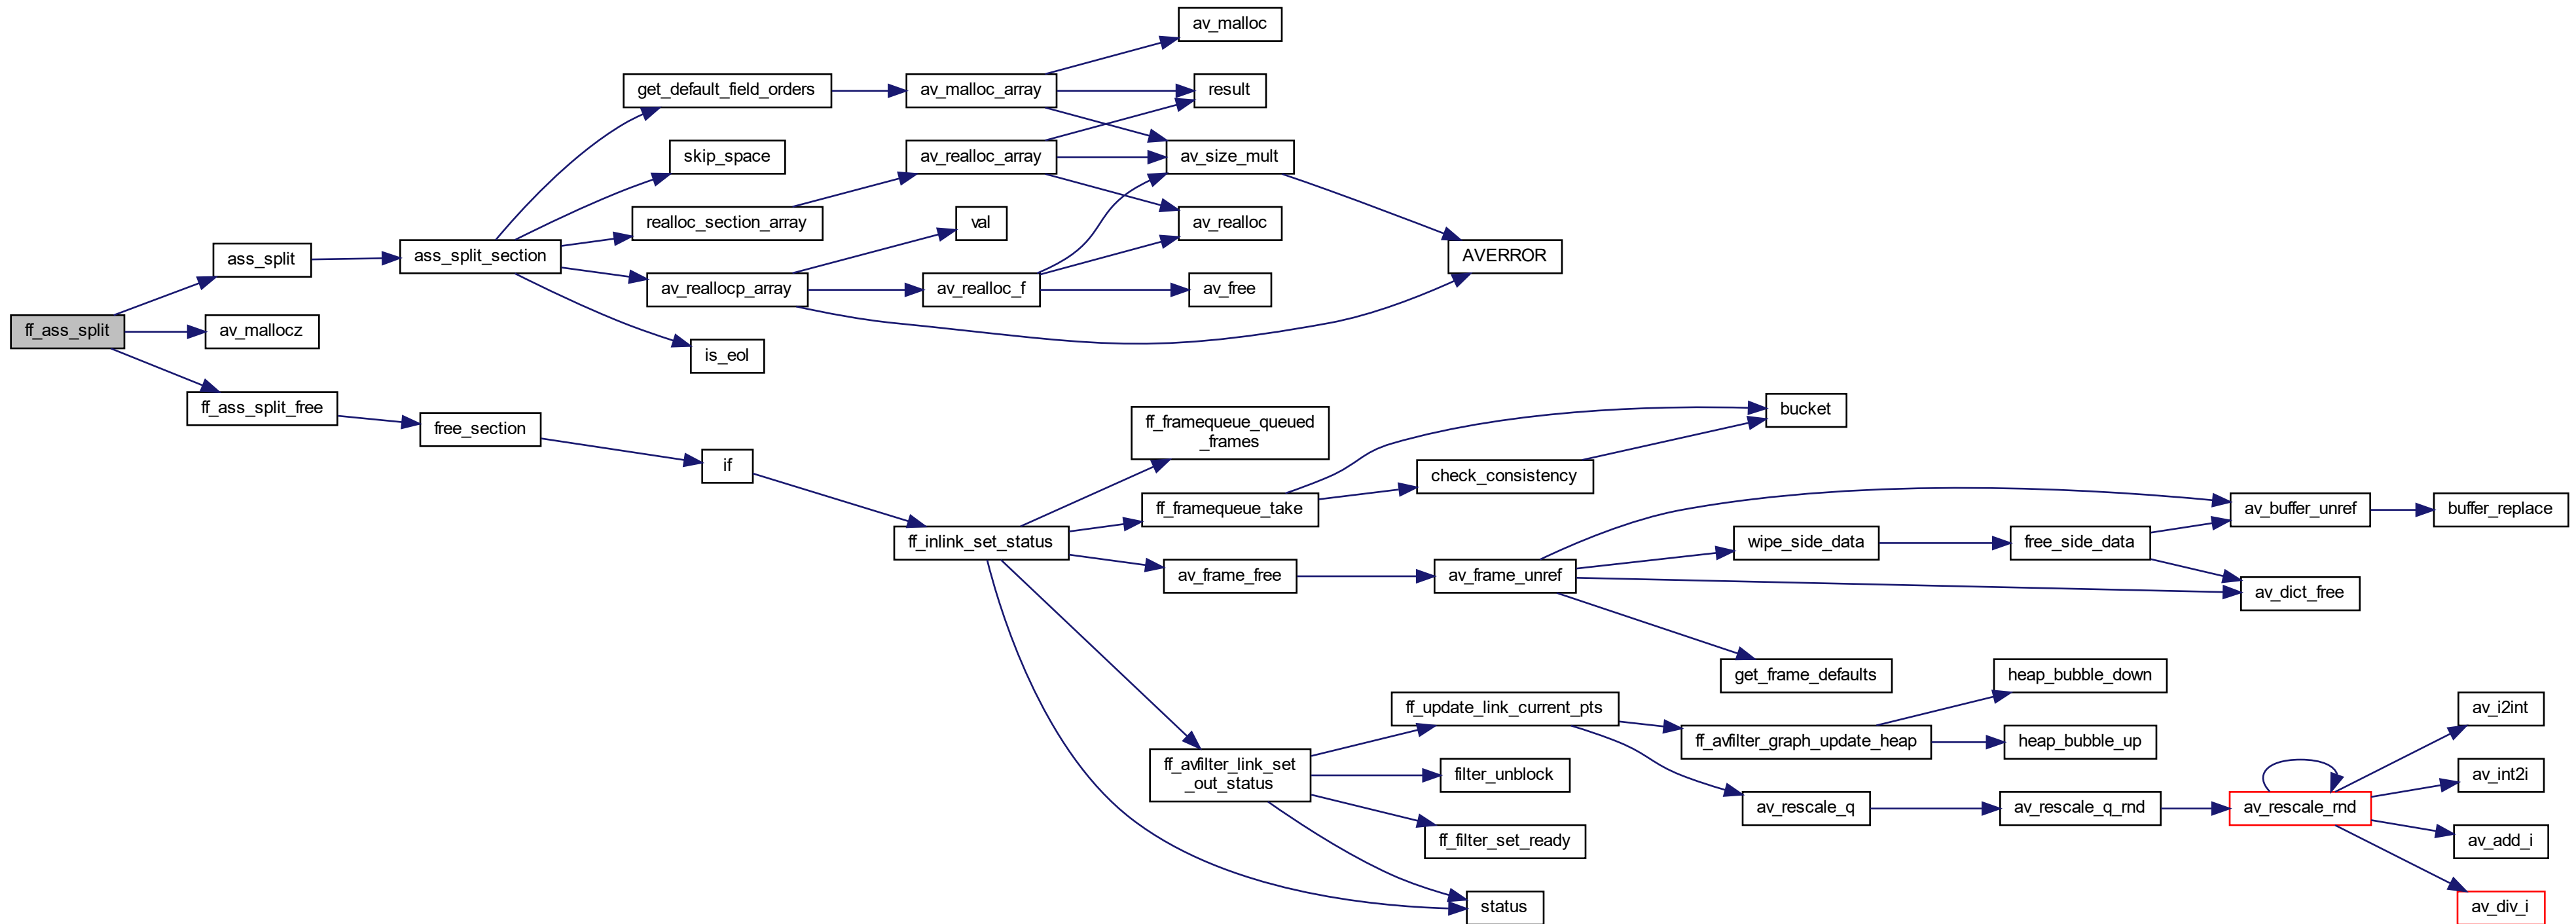 av_malloc
get_default_field_orders
av_malloc_array
result
skip_space
av_realloc_array
av_size_mult
realloc_section_array
val
av_realloc
ass_split
ass_split_section
AVERROR
av_reallocp_array
av_realloc_f
av_free
ff_ass_split
av_mallocz
is_eol
ff_ass_split_free
free_section
if
ff_framequeue_queued
_frames
bucket
check_consistency
ff_framequeue_take
av_buffer_unref
buffer_replace
ff_inlink_set_status
wipe_side_data
free_side_data
av_frame_free
av_frame_unref
av_dict_free
get_frame_defaults
heap_bubble_down
ff_update_link_current_pts
av_i2int
ff_avfilter_graph_update_heap
heap_bubble_up
ff_avfilter_link_set
_out_status
filter_unblock
av_int2i
av_rescale_q
av_rescale_q_rnd
av_rescale_rnd
ff_filter_set_ready
av_add_i
status
av_div_i